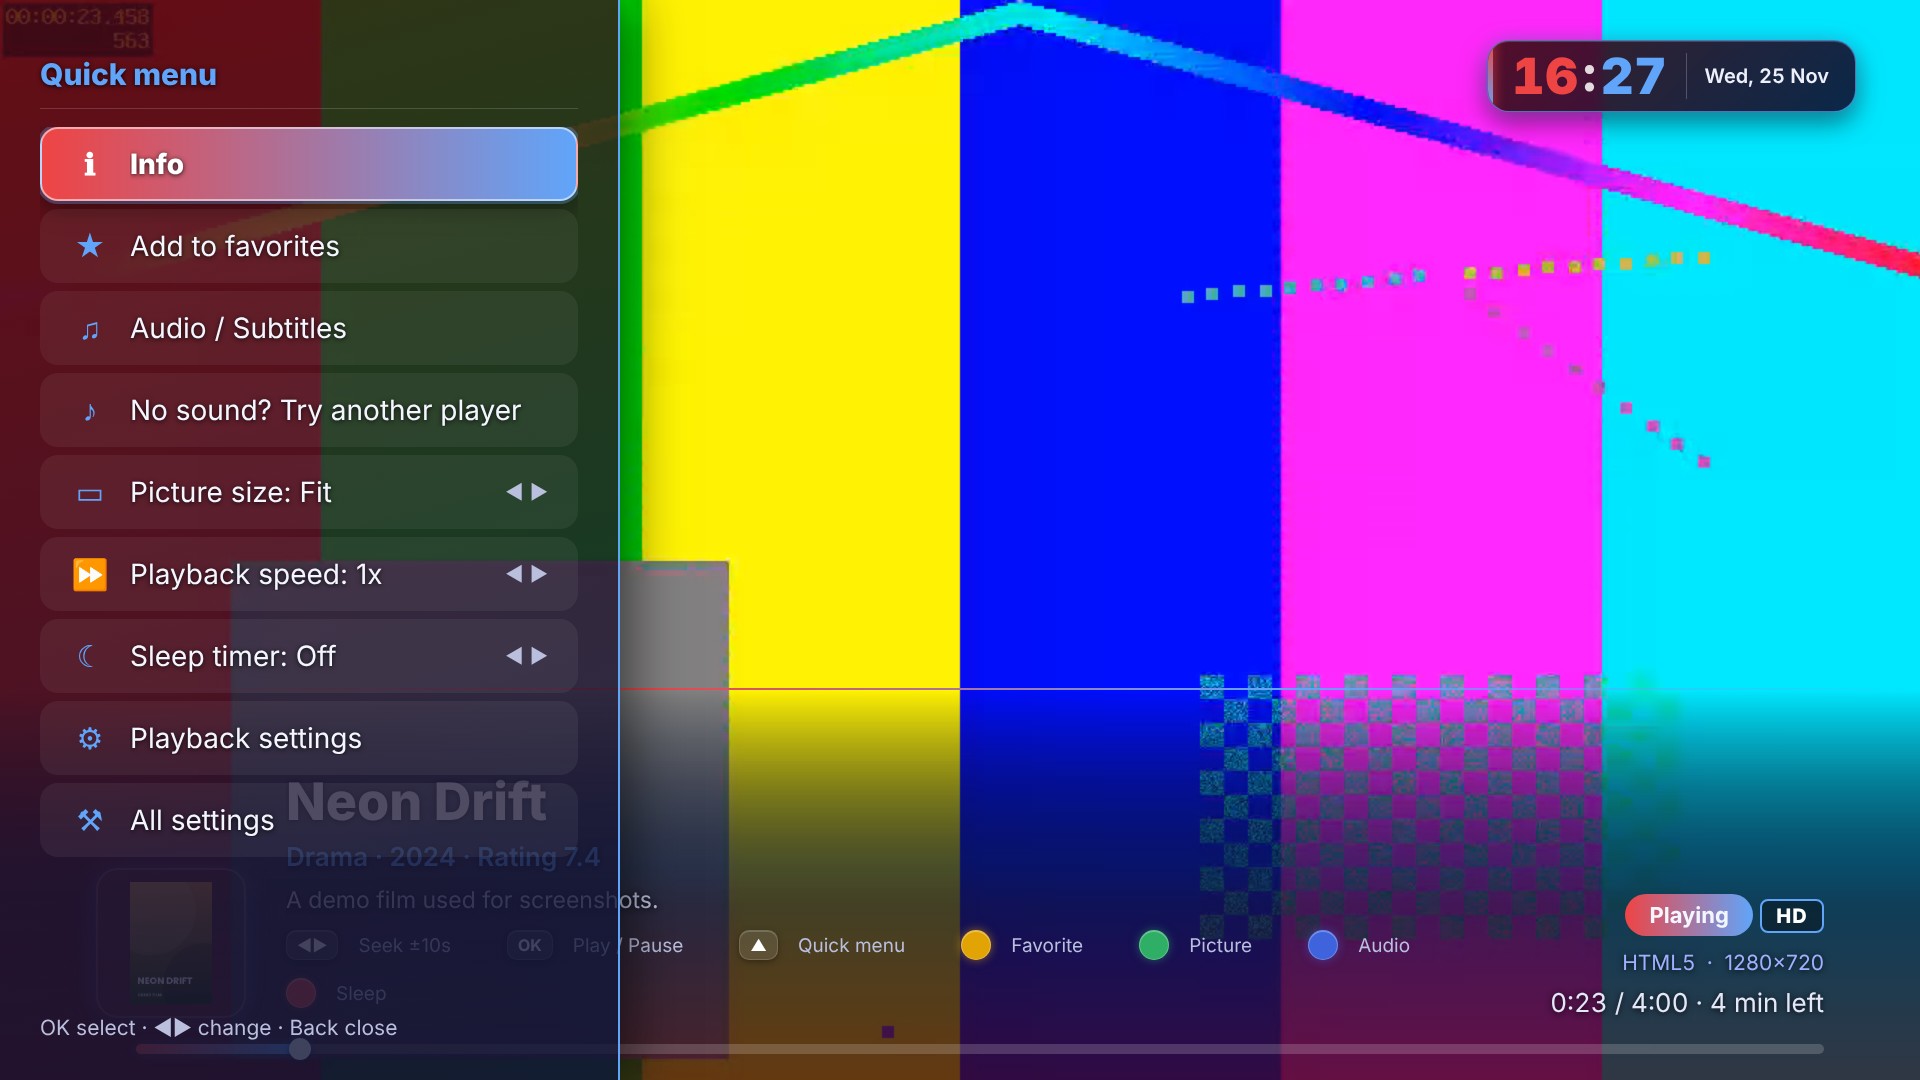 00:00:23.458
563
Quick menu
16:27
Wed, 25 Nov
Info
Add to favorites
Audio / Subtitles
No sound? Try another player
Picture size: Fit
Playback speed: 1x
Sleep timer: Off
Playback settings
All settings
Neon Drift
Drama · 2024 · Rating 7.4
A demo film used for screenshots.
NEON DRIFT
Seek ±10s
OK Play / Pause
Quick menu
Favorite
Picture
Audio
Sleep
Playing
HD
HTML5 · 1280×720
0:23 / 4:00 · 4 min left
OK select · ◀▶ change · Back close